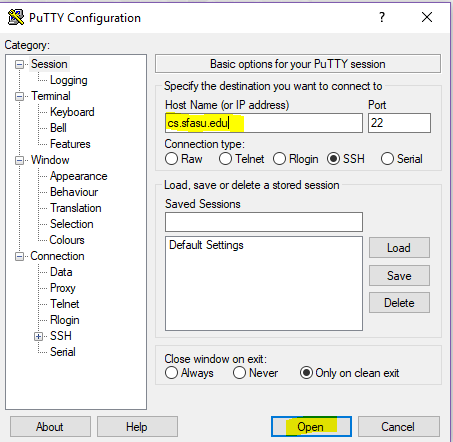 PuTTY Configuration
?
Category:
Session
Logging
Terminal
Keyboard
Bell
Features
Window
Appearance
Behaviour
Translation
Selection
Colours
Connection
Data
Proxy
Telnet
Rlogin
SSH
Serial
Basic options for your PuTTY session
Specify the destination you want to connect to
Host Name (or IP address) Port
cs.sfasu.edu 22
Connection type:
Raw Telnet Rlogin SSH Serial
Load, save or delete a stored session
Saved Sessions
Default Settings
Load
Save
Delete
Close window on exit:
Always Never Only on clean exit
About Help Open Cancel